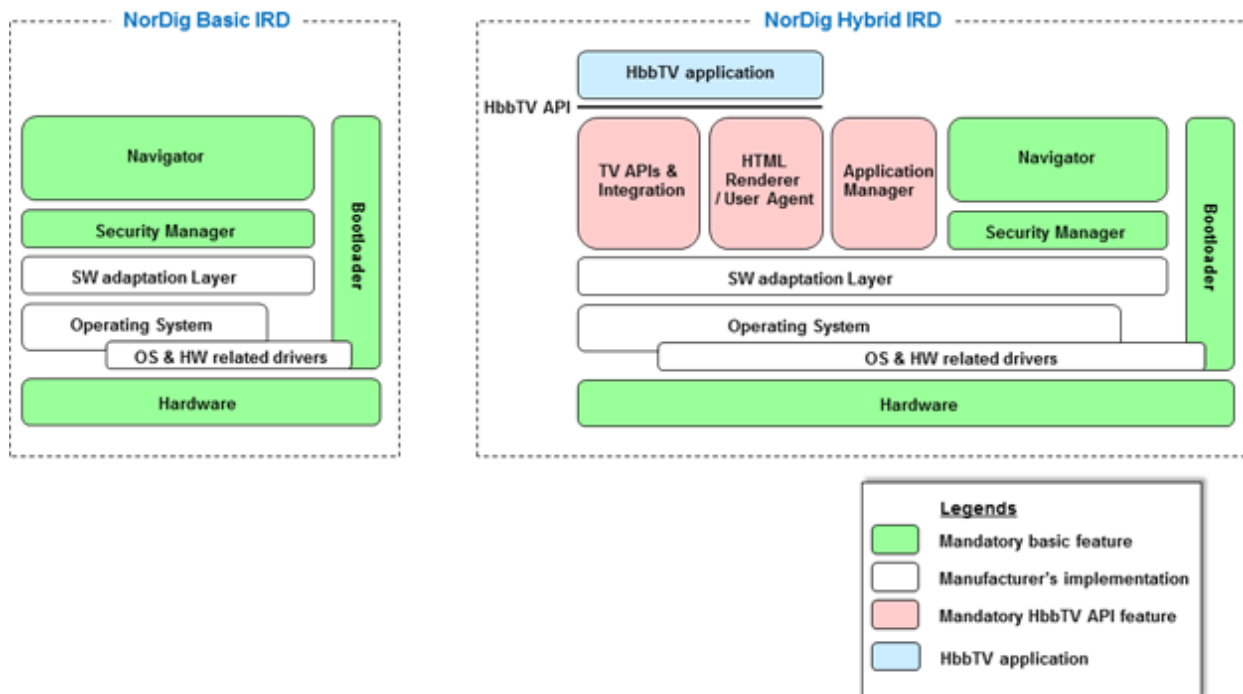 NorDig Basic IRD
Navigator
Security Manager
SW adaptation Layer
Operating System
OS & HW related drivers
Hardware
Bootloader
NorDig Hybrid IRD
HbbTV application
HbbTV API
TV APIs &
Integration
HTML
Renderer
/ User Agent
Application
Manager
Navigator
Security Manager
SW adaptation Layer
Operating System
OS & HW related drivers
Hardware
Bootloader
Legends
Mandatory basic feature
Manufacturer's implementation
Mandatory HbbTV API feature
HbbTV application